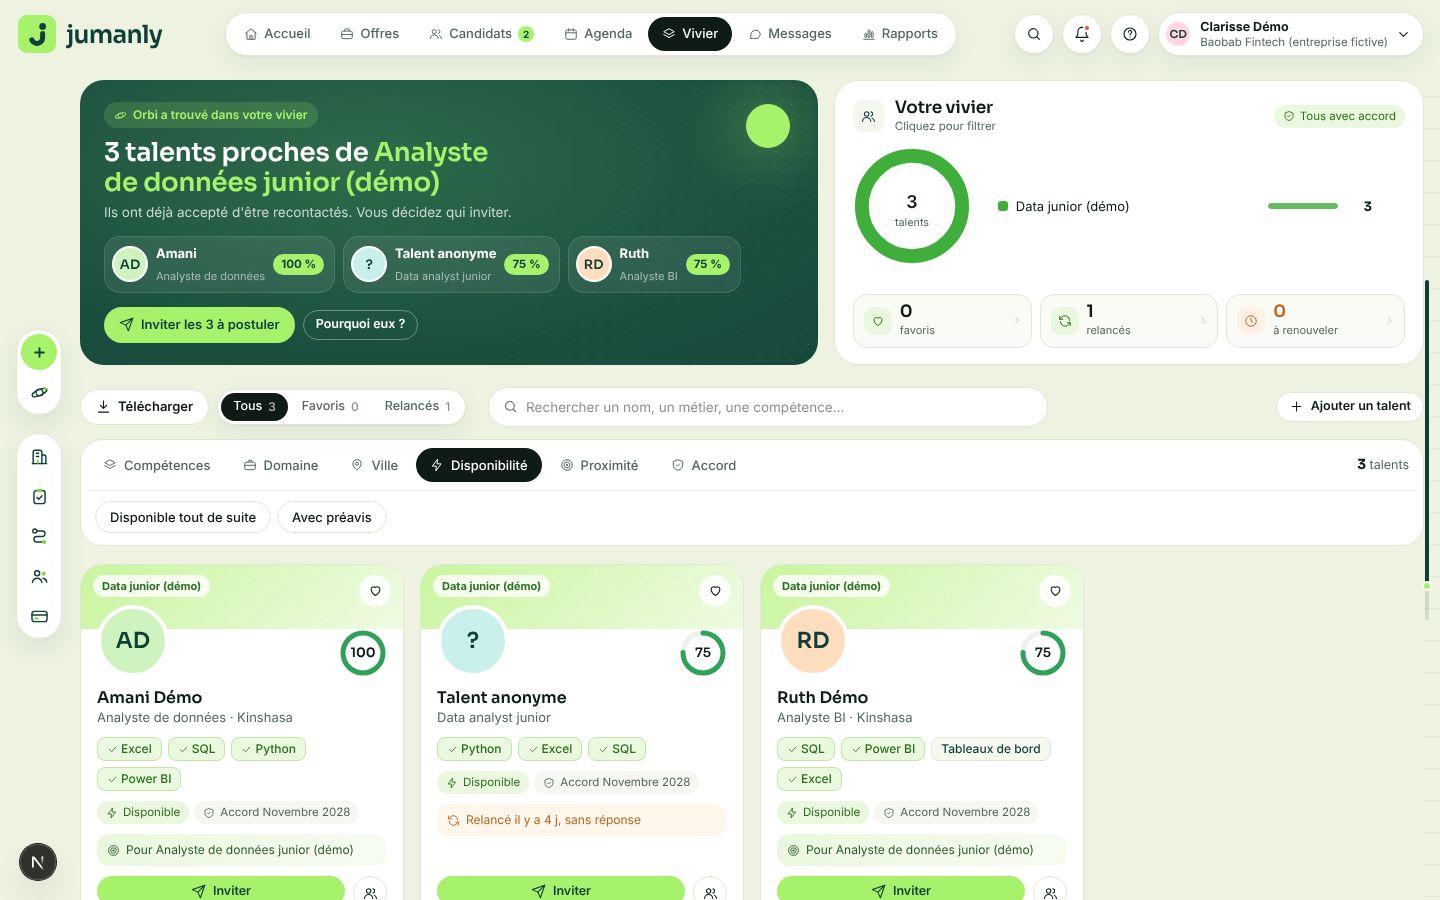 jumanly
Accueil
Offres
Candidats 2
Agenda
Vivier
Messages
Rapports
CD
Clarisse Démo
Baobab Fintech (entreprise fictive)
Orbi a trouvé dans votre vivier
3 talents proches de Analyste
de données junior (démo)
Ils ont déjà accepté d'être recontactés. Vous décidez qui inviter.
AD
Amani
Analyste de données
100 %
?
Talent anonyme
Data analyst junior
75 %
RD
Ruth
Analyste BI
75 %
Inviter les 3 à postuler
Pourquoi eux ?
Votre vivier
Cliquez pour filtrer
Tous avec accord
3
talents
Data junior (démo)
3
0
favoris
1
relancés
0
à renouveler
Télécharger
Tous 3
Favoris 0
Relancés 1
Rechercher un nom, un métier, une compétence...
Ajouter un talent
Compétences
Domaine
Ville
Disponibilité
Proximité
Accord
3 talents
Disponible tout de suite
Avec préavis
Data junior (démo)
AD
100
Amani Démo
Analyste de données · Kinshasa
Excel
SQL
Python
Power BI
Disponible
Accord Novembre 2028
Pour Analyste de données junior (démo)
Inviter
Data junior (démo)
?
75
Talent anonyme
Data analyst junior
Python
Excel
SQL
Disponible
Accord Novembre 2028
Relancé il y a 4 j, sans réponse
Inviter
Data junior (démo)
RD
75
Ruth Démo
Analyste BI · Kinshasa
SQL
Power BI
Tableaux de bord
Excel
Disponible
Accord Novembre 2028
Pour Analyste de données junior (démo)
Inviter
N